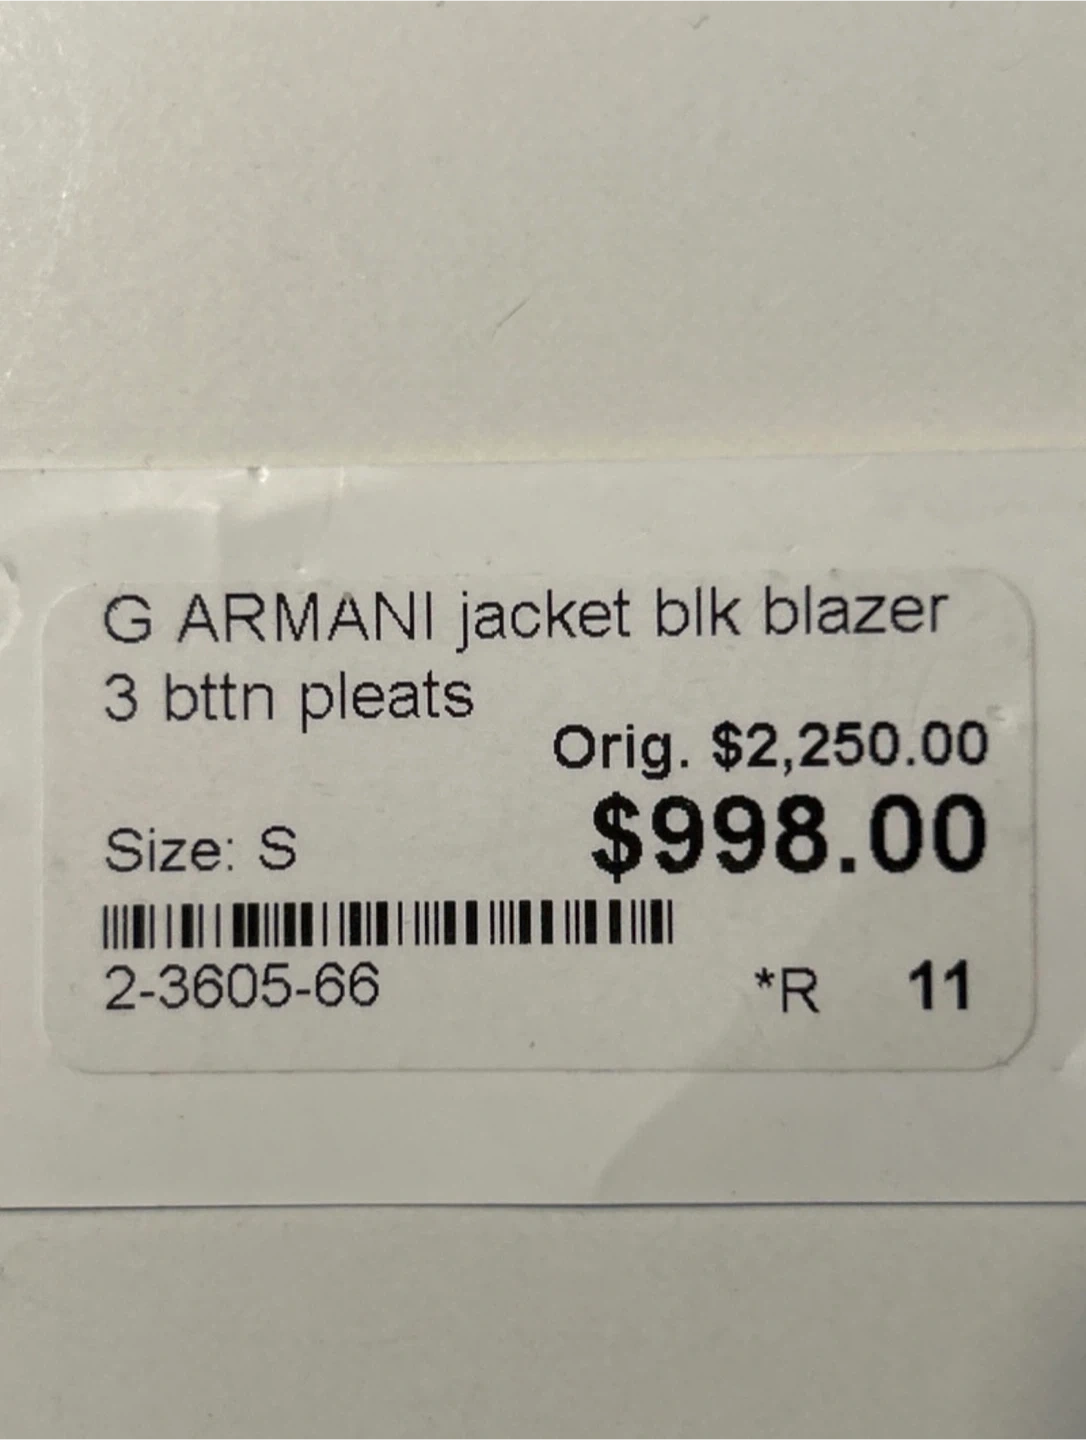 G ARMANI jacket blk blazer
3 bttn pleats
Orig. $2,250.00
Size: S $998.00
2-3605-66 *R 11